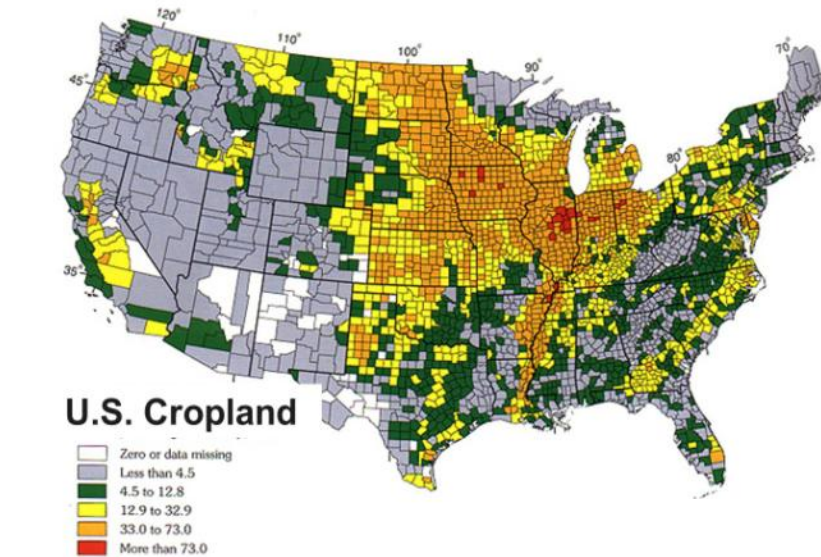 120°
110°
100°
90°
70°
45°
80°
35°
U.S. Cropland
Zero or data missing
Less than 4.5
4.5 to 12.8
12.9 to 32.9
33.0 to 73.0
More than 73.0